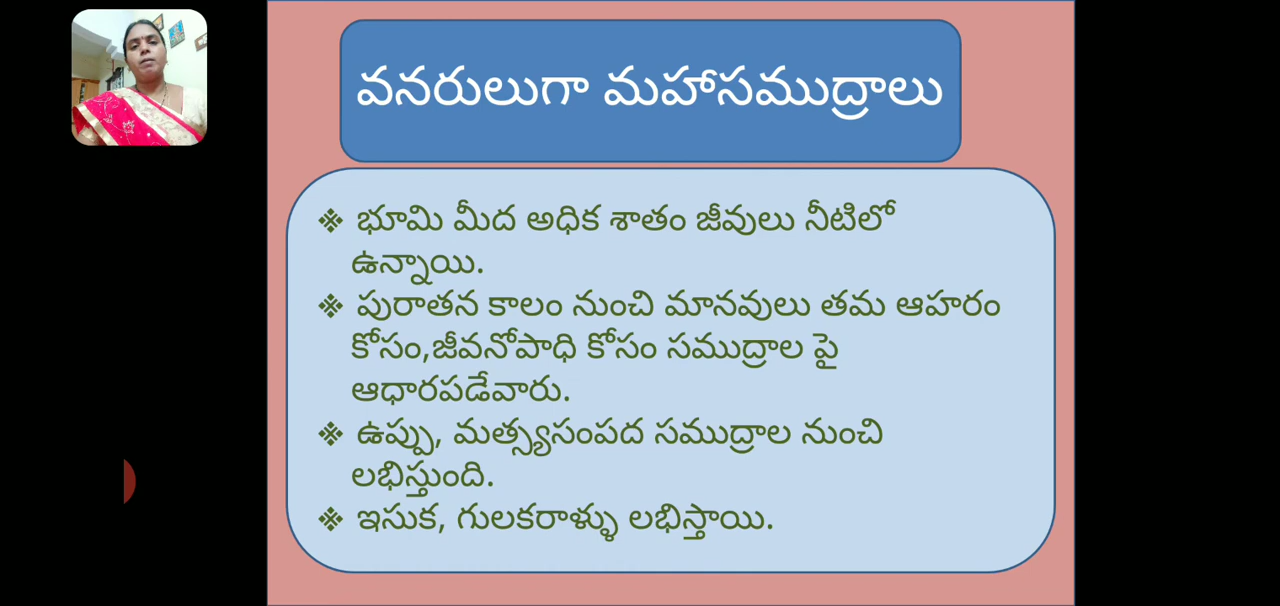 వనరులుగా మహాసముద్రాలు
❖ భూమి మీద అధిక శాతం జీవులు నీటిలో
ఉన్నాయి.
❖ పురాతన కాలం నుంచి మానవులు తమ ఆహరం
కోసం,జీవనోపాధి కోసం సముద్రాల పై
ఆధారపడేవారు.
❖ ఉప్పు, మత్స్యసంపద సముద్రాల నుంచి
లభిస్తుంది.
❖ ఇసుక, గులకరాళ్ళు లభిస్తాయి.